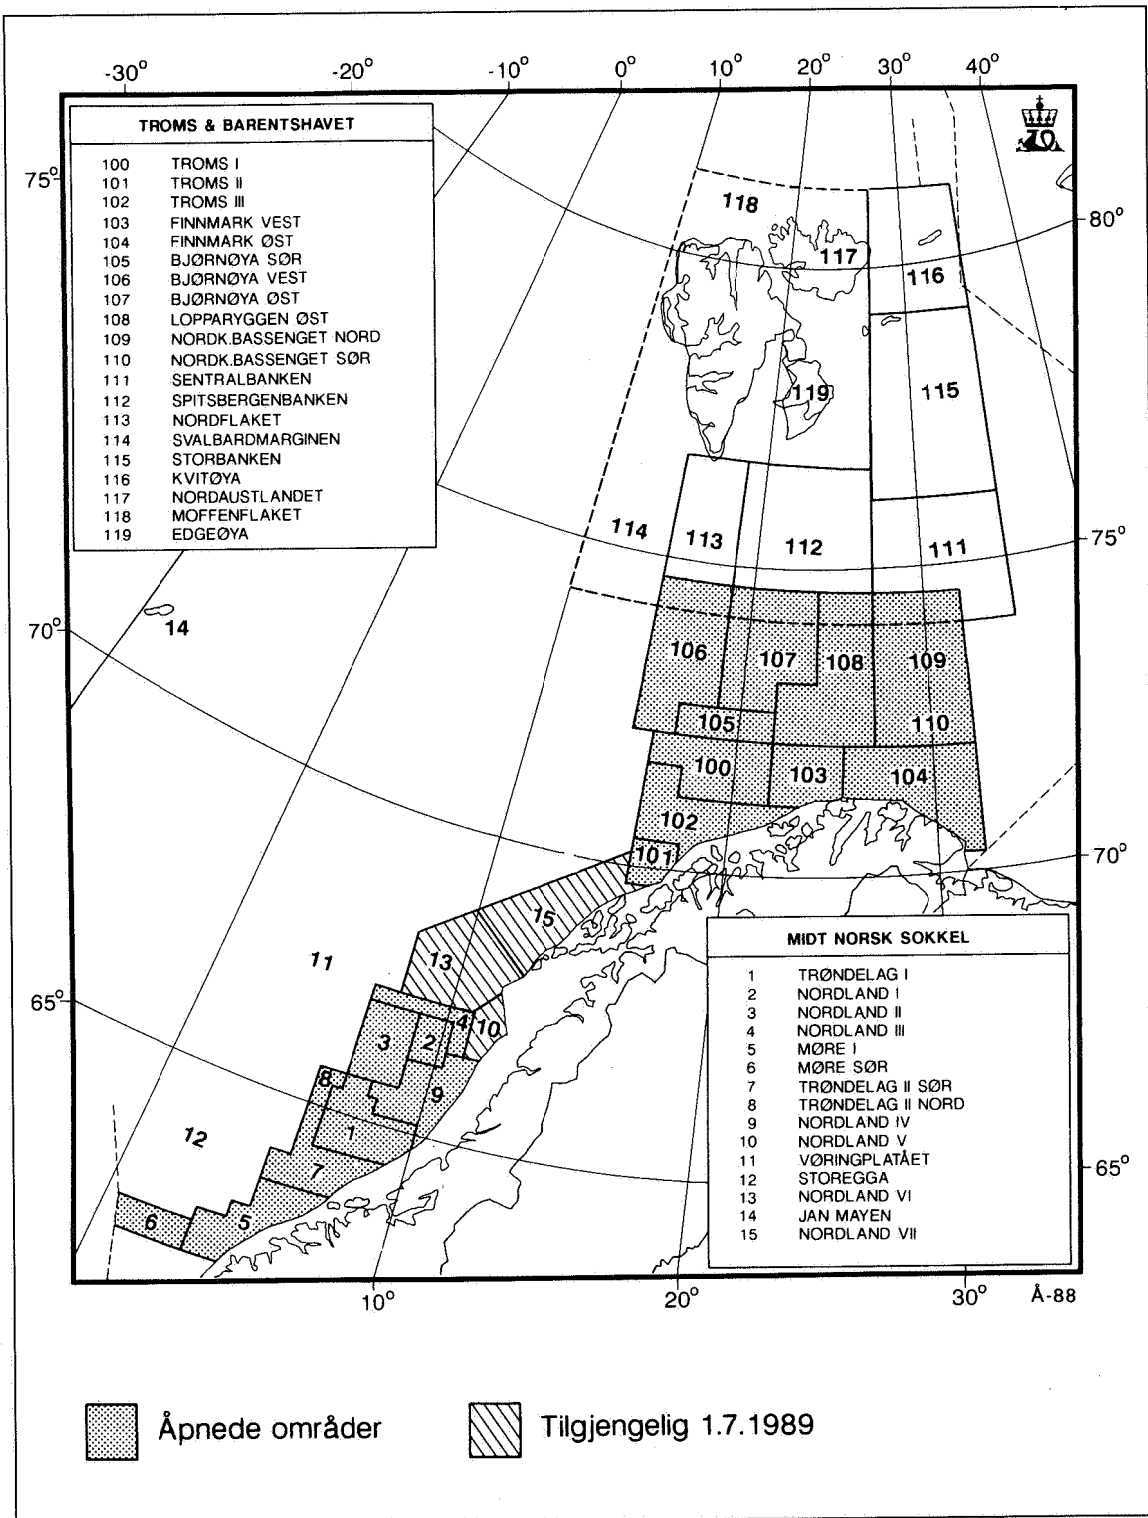 -30° -20° -10° 0° 10° 20° 30° 40°
TROMS & BARENTSHAVET
100 TROMS I
101 TROMS II
102 TROMS III
103 FINNMARK VEST
104 FINNMARK ØST
105 BJØRNØYA SØR
106 BJØRNØYA VEST
107 BJØRNØYA ØST
108 LOPPARYGGEN ØST
109 NORDK.BASSENGET NORD
110 NORDK.BASSENGET SØR
111 SENTRALBANKEN
112 SPITSBERGENBANKEN
113 NORDFLAKET
114 SVALBARDMARGINEN
115 STORBANKEN
116 KVITØYA
117 NORDAUSTLANDET
118 MOFFENFLAKET
119 EDGEØYA
75°
70°
65°
80°
75°
70°
65°
118
117
116
119
115
114
113
112
111
14
106
107
108
109
105
110
100
103
104
102
101
15
13
11
10
4
2
3
8
9
1
12
7
6
5
MIDT NORSK SOKKEL
1 TRØNDELAG I
2 NORDLAND I
3 NORDLAND II
4 NORDLAND III
5 MØRE I
6 MØRE SØR
7 TRØNDELAG II SØR
8 TRØNDELAG II NORD
9 NORDLAND IV
10 NORDLAND V
11 VØRINGPLATÅET
12 STOREGGA
13 NORDLAND VI
14 JAN MAYEN
15 NORDLAND VII
10° 20° 30° Å-88
Åpnede områder
Tilgjengelig 1.7.1989